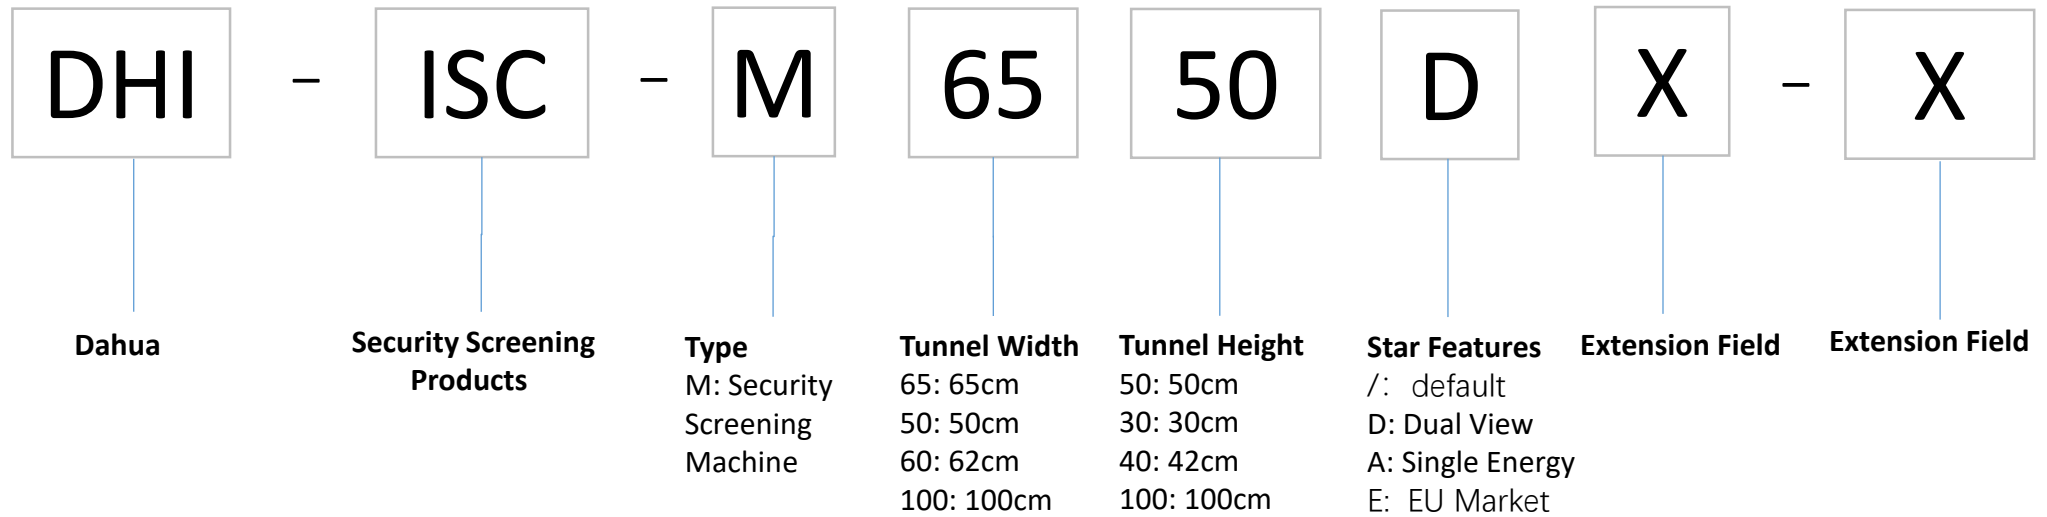 DHI - ISC - M 65 50 D X - X
Dahua
Security Screening
Products
Type
M: Security
Screening
Machine
Tunnel Width
65: 65cm
50: 50cm
60: 62cm
100: 100cm
Tunnel Height
50: 50cm
30: 30cm
40: 42cm
100: 100cm
Star Features
/: default
D: Dual View
A: Single Energy
E: EU Market
Extension Field
Extension Field